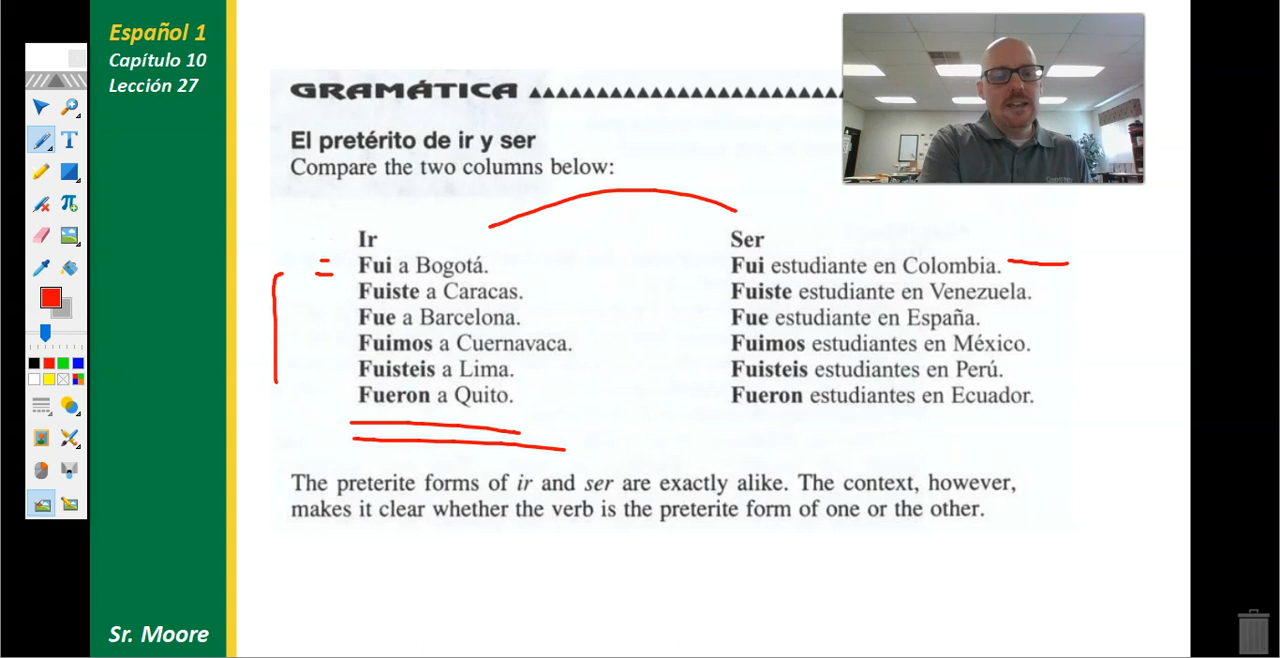 Español 1
Capítulo 10
Lección 27
GRAMÁTICA
El pretérito de ir y ser
Compare the two columns below:
Ir
Fui a Bogotá.
Fuiste a Caracas.
Fue a Barcelona.
Fuimos a Cuernavaca.
Fuisteis a Lima.
Fueron a Quito.
Ser
Fui estudiante en Colombia.
Fuiste estudiante en Venezuela.
Fue estudiante en España.
Fuimos estudiantes en México.
Fuisteis estudiantes en Perú.
Fueron estudiantes en Ecuador.
The preterite forms of ir and ser are exactly alike. The context, however,
makes it clear whether the verb is the preterite form of one or the other.
Sr. Moore